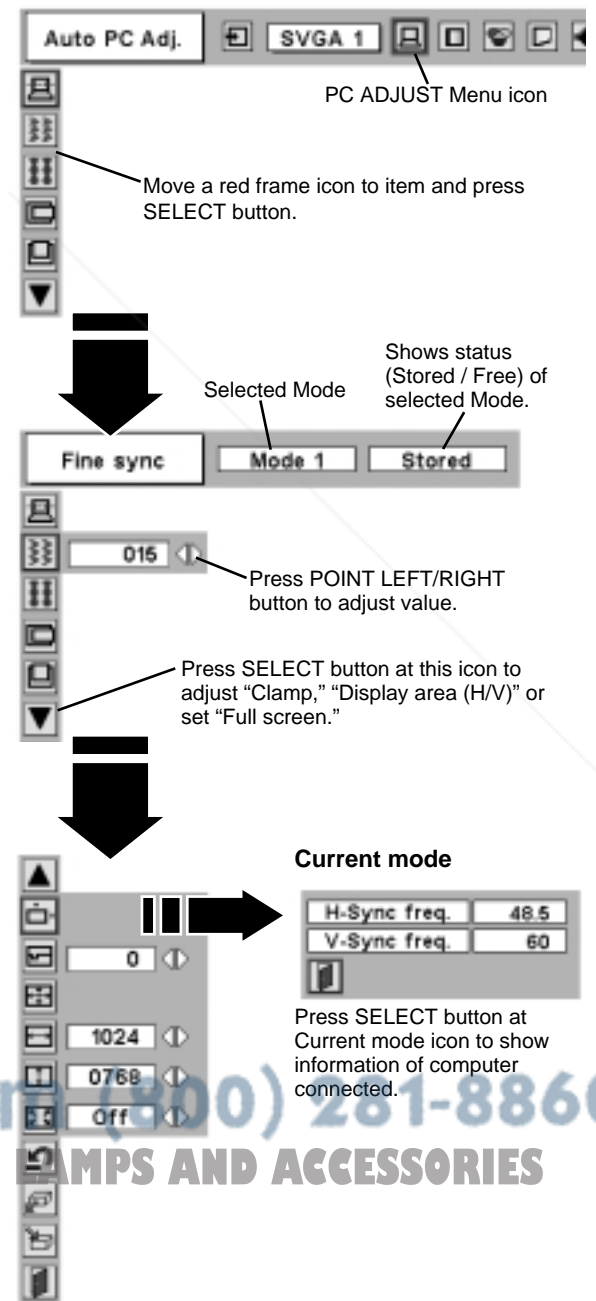 Auto PC Adj.
SVGA 1
PC ADJUST Menu icon
Move a red frame icon to item and press
SELECT button.
Shows status
(Stored / Free) of
selected Mode.
Selected Mode
Fine sync
Mode 1
Stored
015
Press POINT LEFT/RIGHT
button to adjust value.
Press SELECT button at this icon to
adjust “Clamp,” “Display area (H/V)” or
set “Full screen.”
Current mode
H-Sync freq. 48.5
V-Sync freq. 60
0
Press SELECT button at
Current mode icon to show
information of computer
connected.
1024
0768
Off
(800) 281-886
LAMPS AND ACCESSORIES